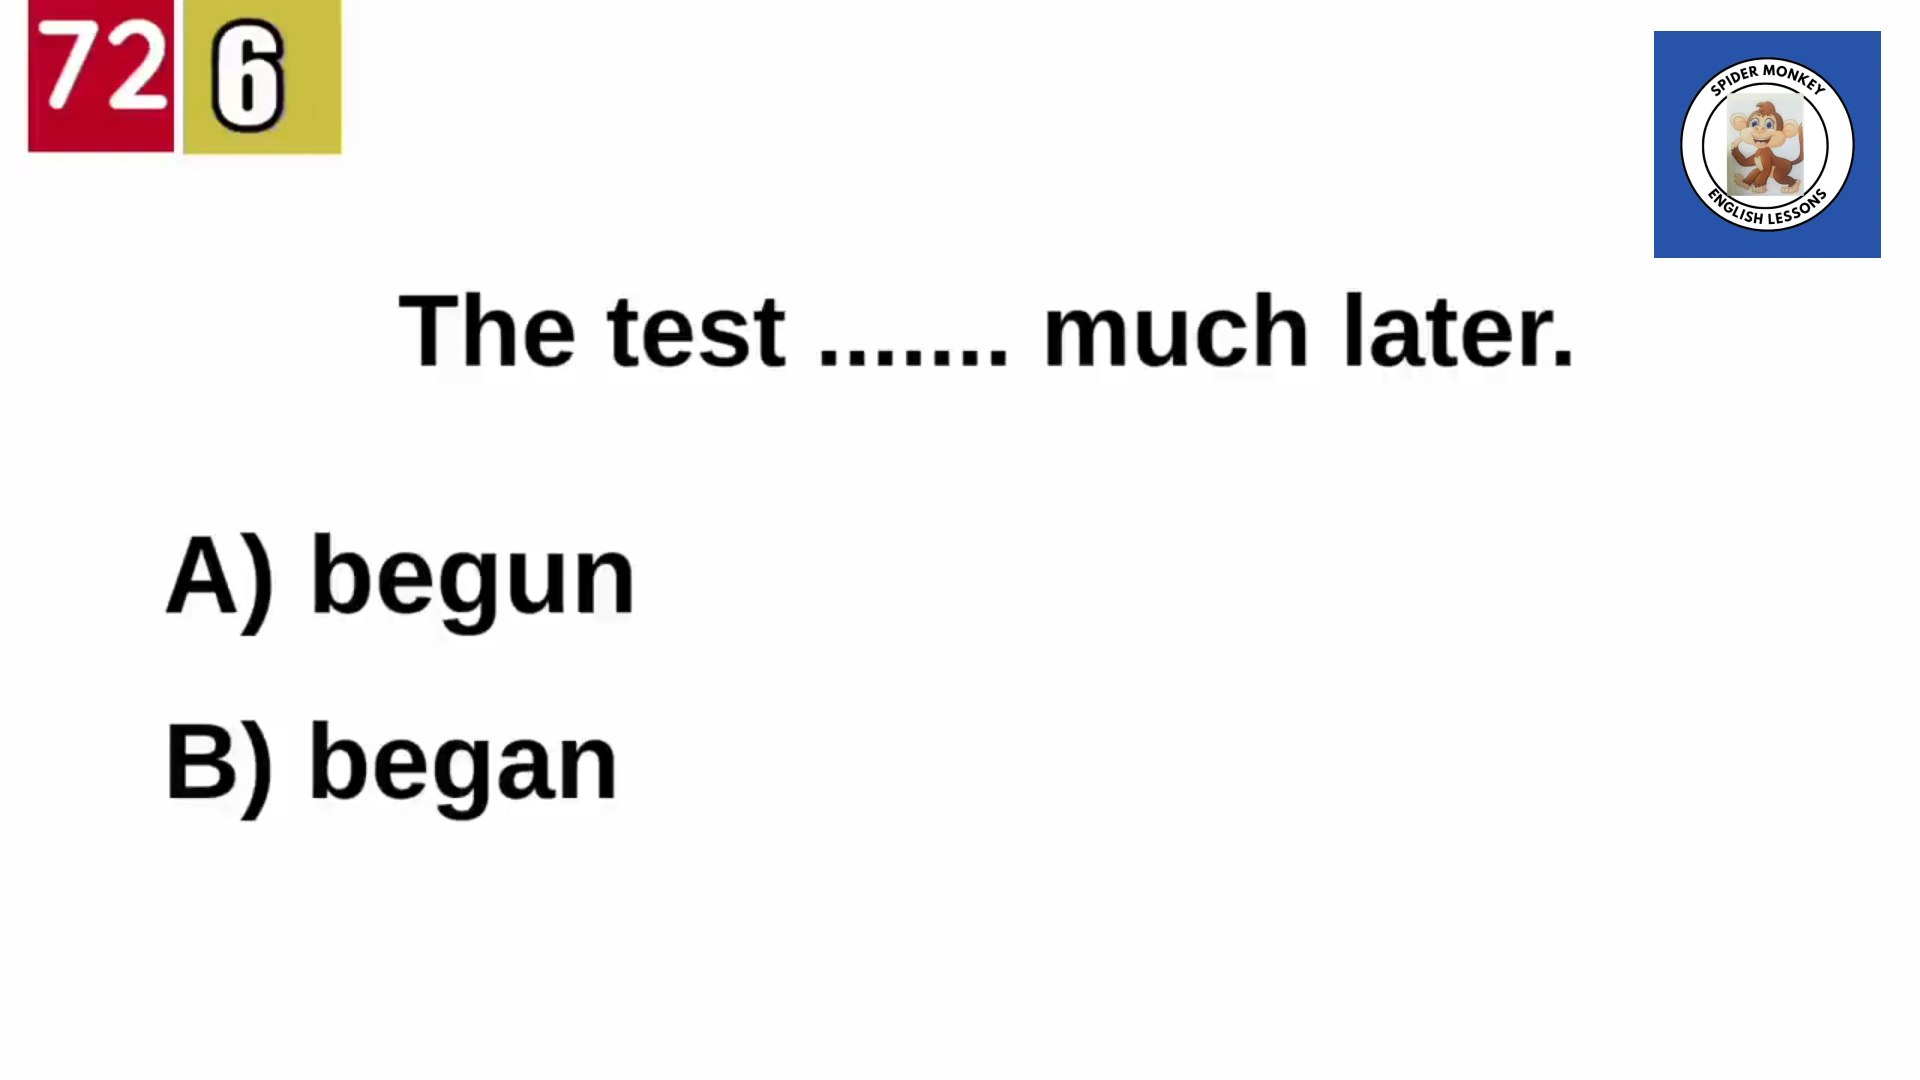 72 6
SPIDER MONKEY
ENGLISH LESSONS
The test ....... much later.
A) begun
B) began